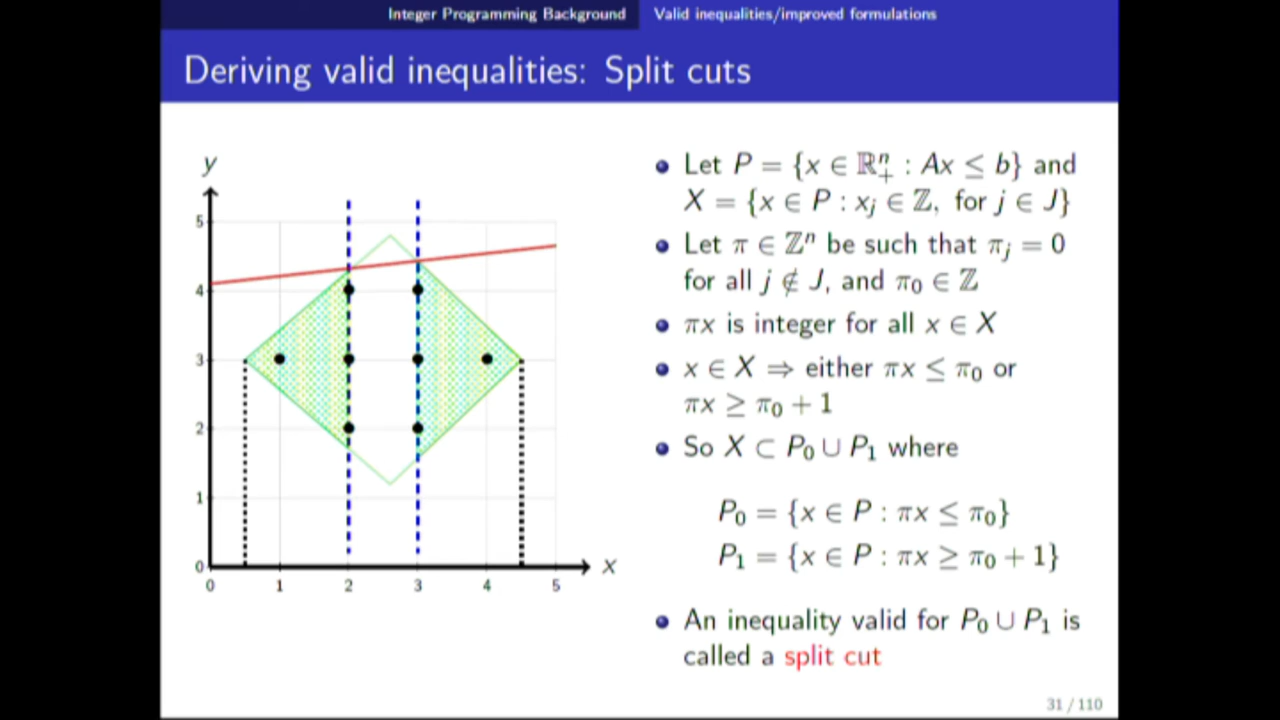 Integer Programming Background Valid inequalities/improved formulations
Deriving valid inequalities: Split cuts
y
5
4
3
2
1
0
0 1 2 3 4 5 x
Let P = {x ∈ ℝⁿ₊ : Ax ≤ b} and
X = {x ∈ P : xⱼ ∈ ℤ, for j ∈ J}
Let π ∈ ℤⁿ be such that πⱼ = 0
for all j ∉ J, and π₀ ∈ ℤ
πx is integer for all x ∈ X
x ∈ X ⇒ either πx ≤ π₀ or
πx ≥ π₀ + 1
So X ⊂ P₀ ∪ P₁ where
P₀ = {x ∈ P : πx ≤ π₀}
P₁ = {x ∈ P : πx ≥ π₀ + 1}
An inequality valid for P₀ ∪ P₁ is
called a split cut
31 / 110